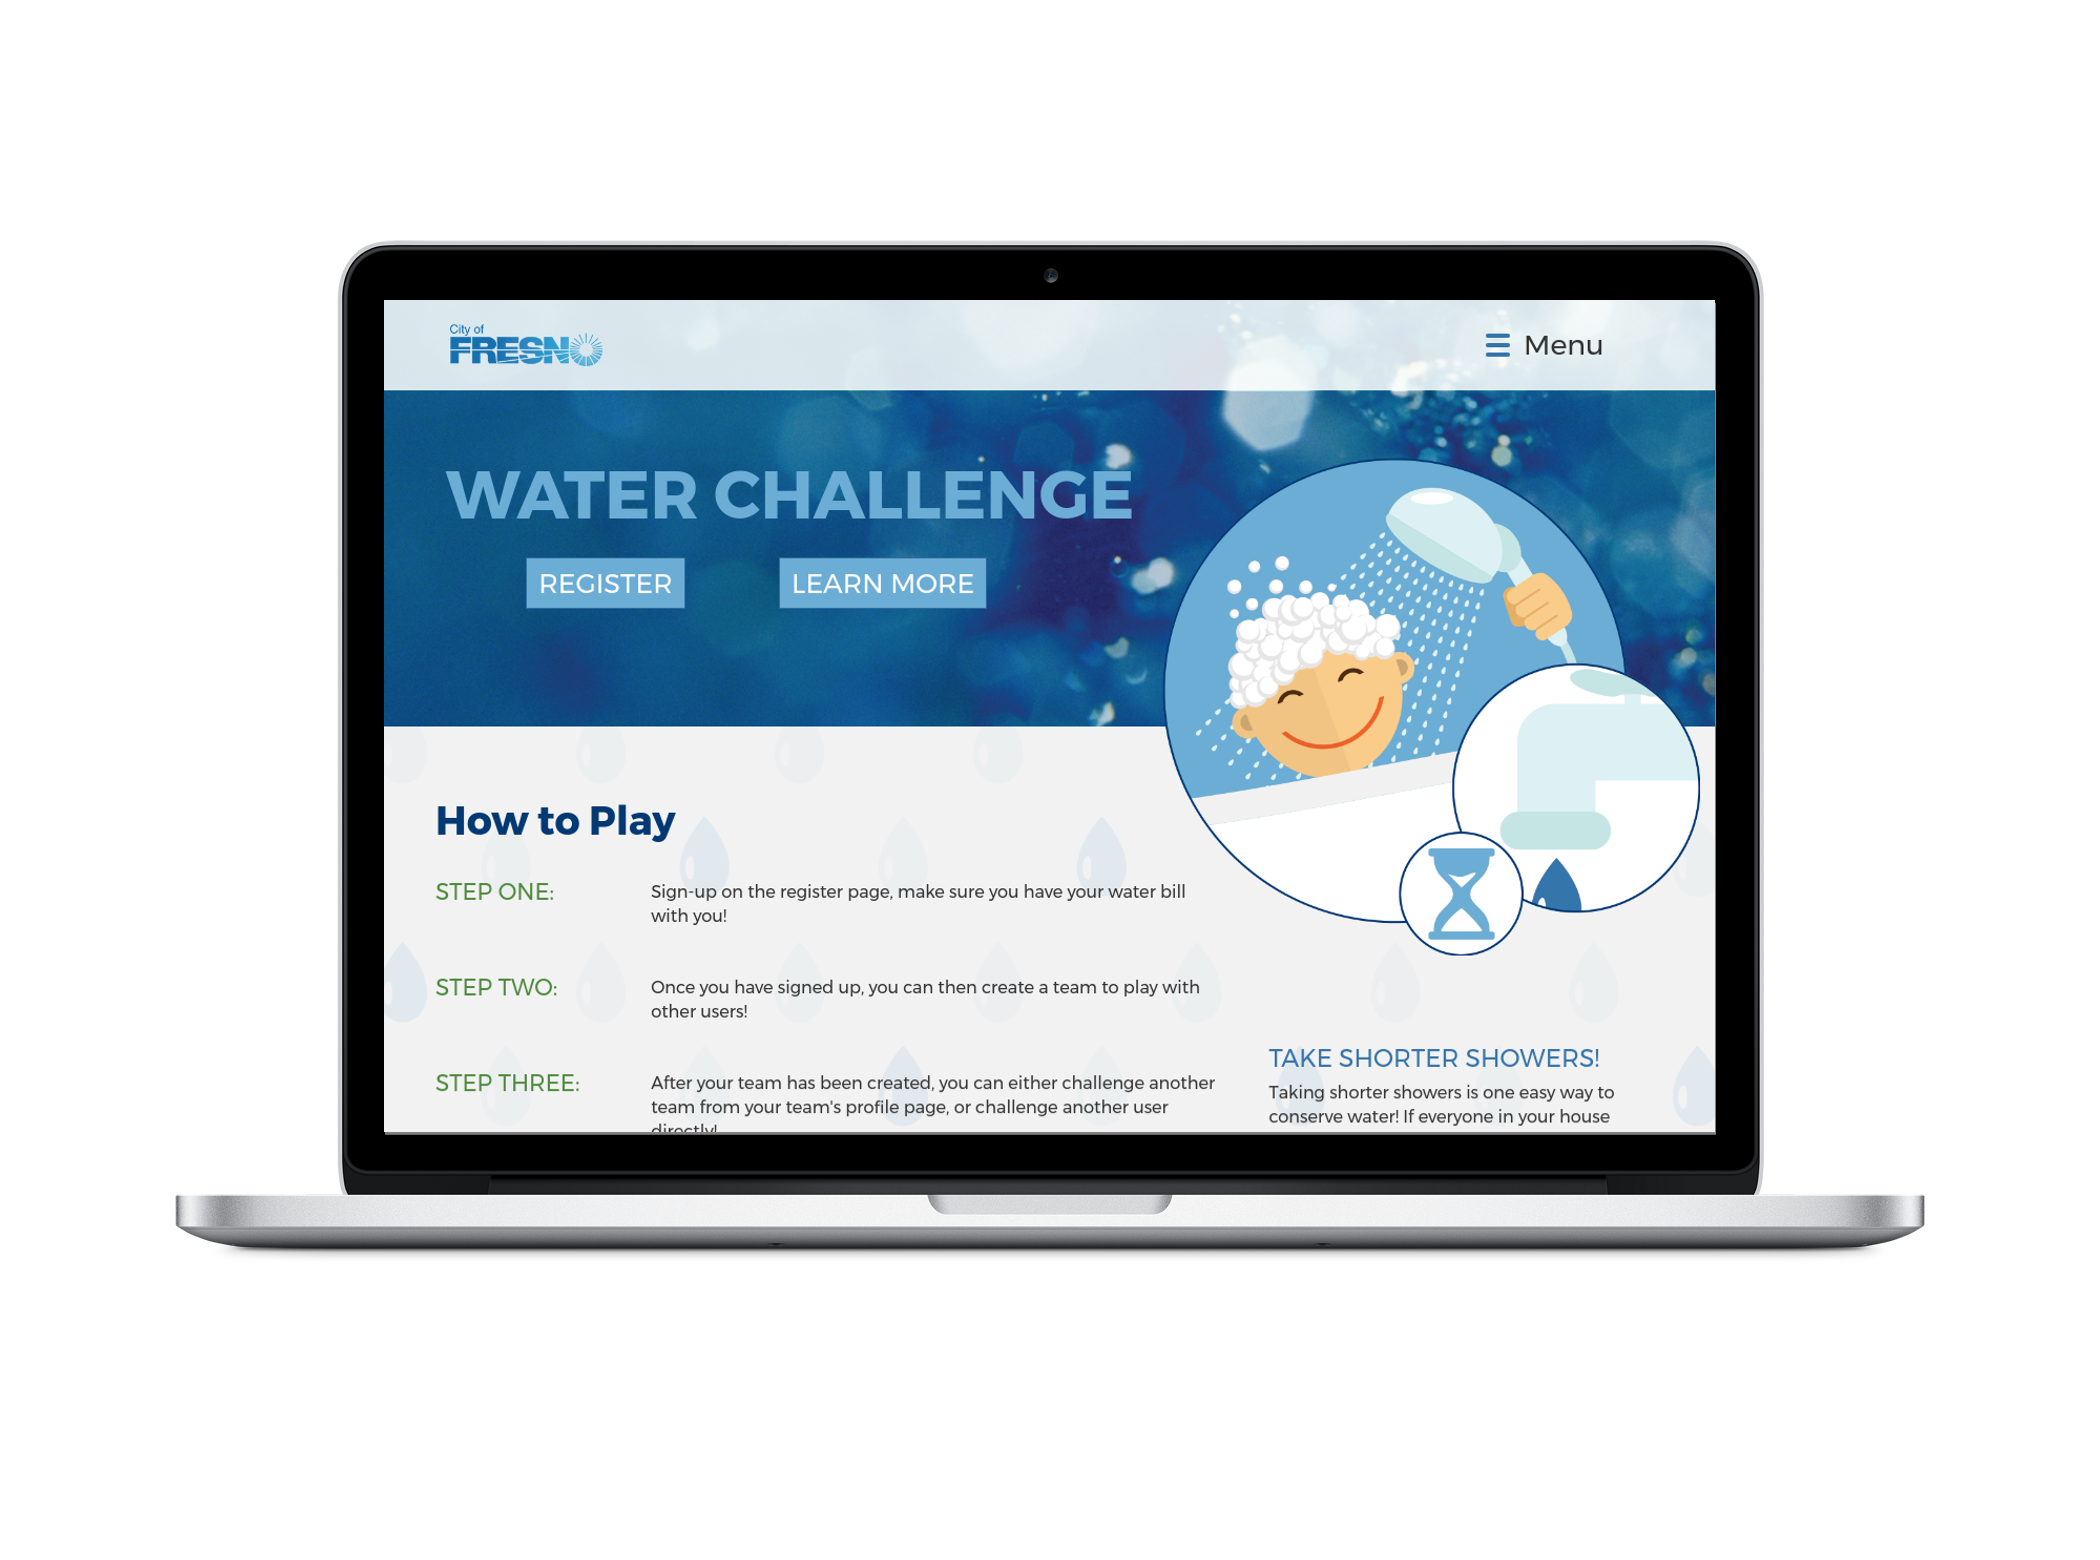 City of
FRESNO
Menu
WATER CHALLENGE
REGISTER
LEARN MORE
How to Play
STEP ONE:
Sign-up on the register page, make sure you have your water bill
with you!
STEP TWO:
Once you have signed up, you can then create a team to play with
other users!
STEP THREE:
After your team has been created, you can either challenge another
team from your team's profile page, or challenge another user
directly!
TAKE SHORTER SHOWERS!
Taking shorter showers is one easy way to
conserve water! If everyone in your house